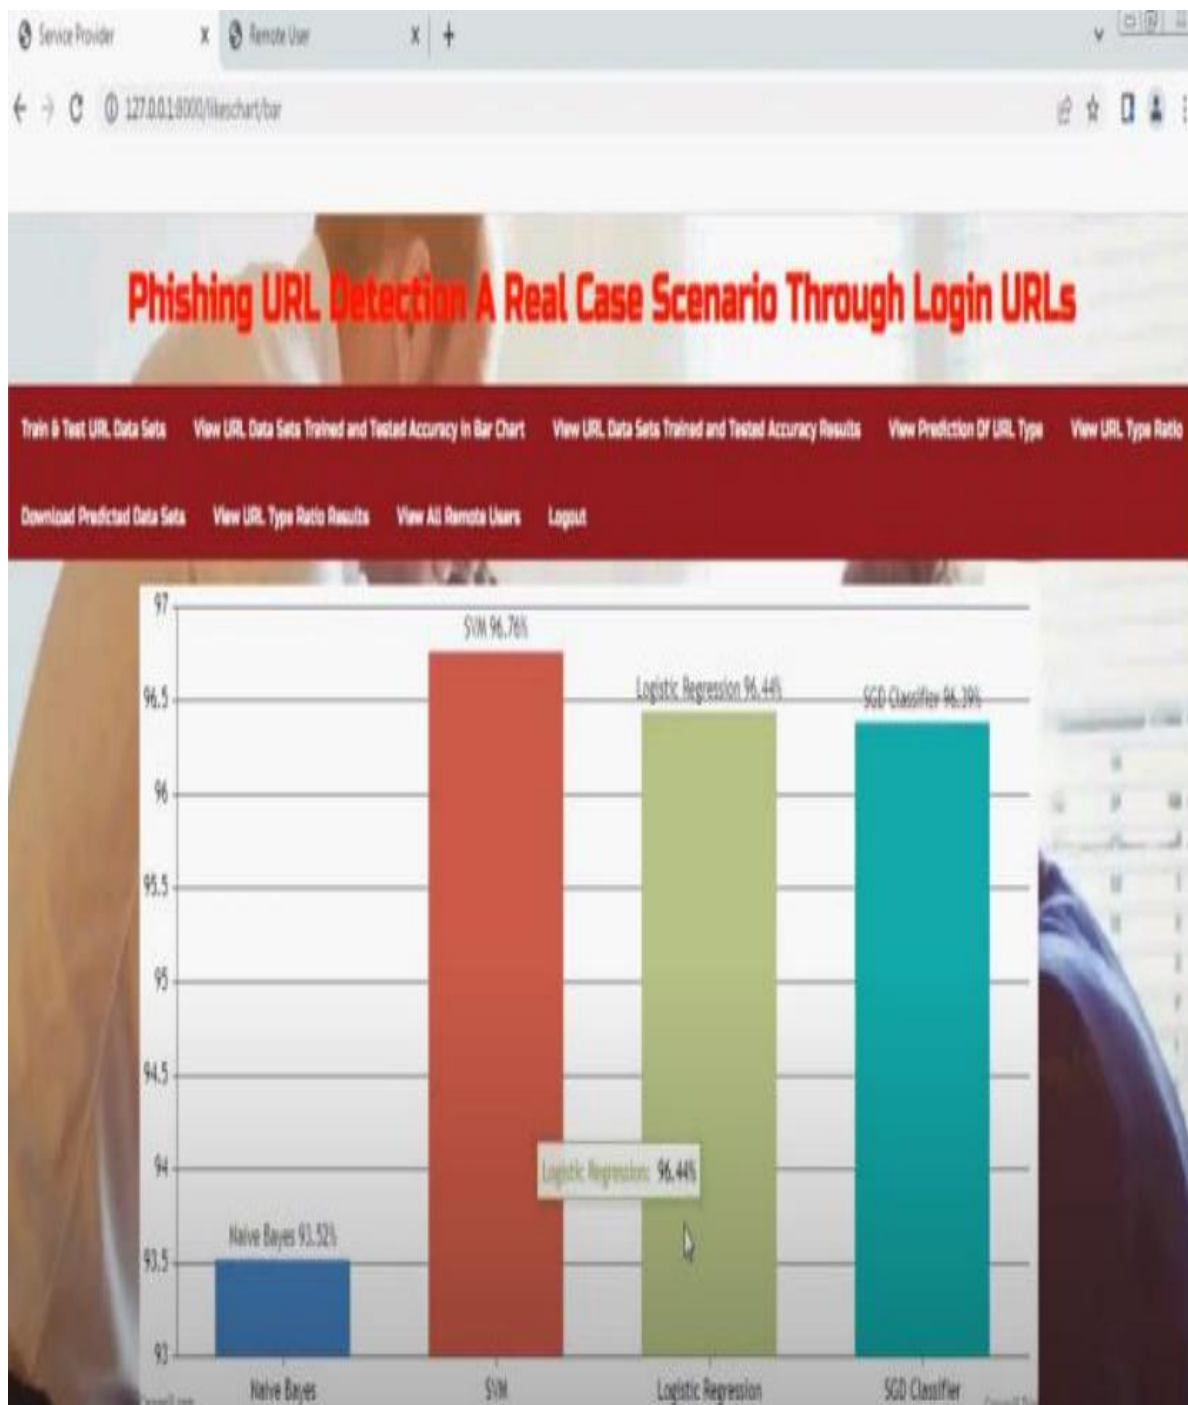 Service Provider x Remote User x +
127.0.0.1:8000/likeschart/bar
Phishing URL Detection A Real Case Scenario Through Login URLs
Train & Test URL Data Sets View URL Data Sets Trained and Tested Accuracy in Bar Chart View URL Data Sets Trained and Tested Accuracy Results View Prediction Of URL Type View URL Type Ratio
Download Predicted Data Sets View URL Type Ratio Results View All Remote Users Logout
97
SVM 96.76%
Logistic Regression 96.44%
SGD Classifier 96.39%
96.5
96
95.5
95
94.5
94
Logistic Regression: 96.44%
Naive Bayes 93.52%
93.5
93
Naive Bayes SVM Logistic Regression SGD Classifier